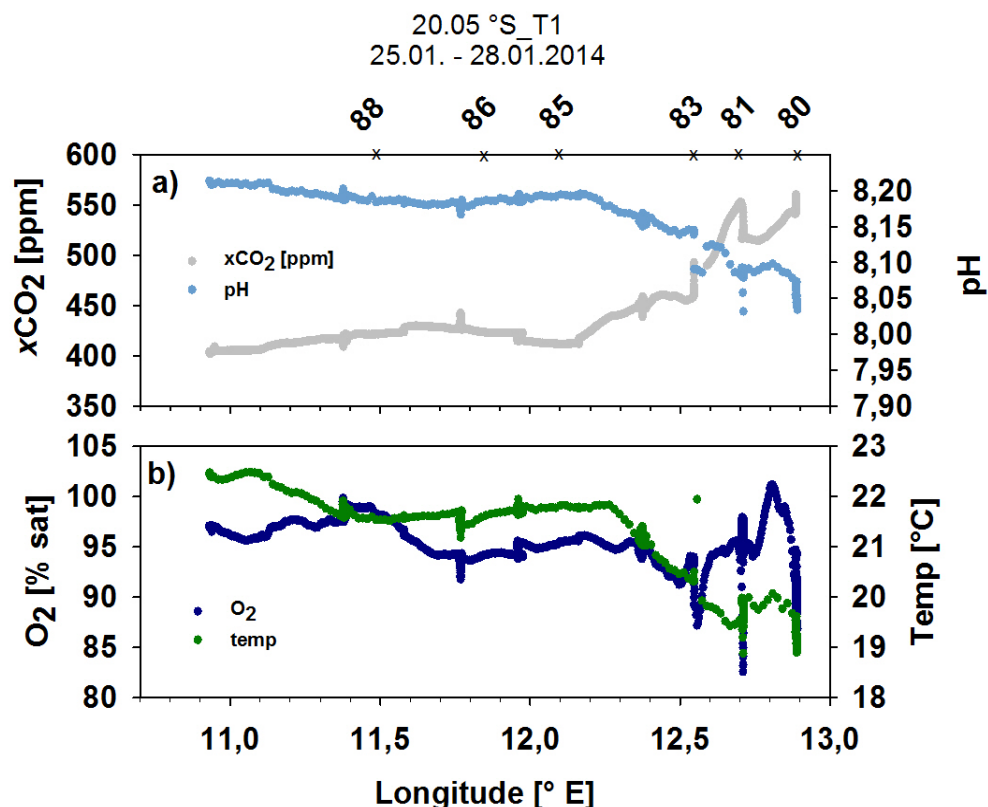 20.05 °S_T1
25.01. - 28.01.2014
88 86 85 83 81 80
x x x x x x
a)
600
550
500
450
400
350
xCO2 [ppm]
8,20
8,15
8,10
8,05
8,00
7,95
7,90
pH
xCO2 [ppm]
pH
b)
105
100
95
90
85
80
O2 [% sat]
23
22
21
20
19
18
Temp [°C]
O2
temp
11,0 11,5 12,0 12,5 13,0
Longitude [° E]